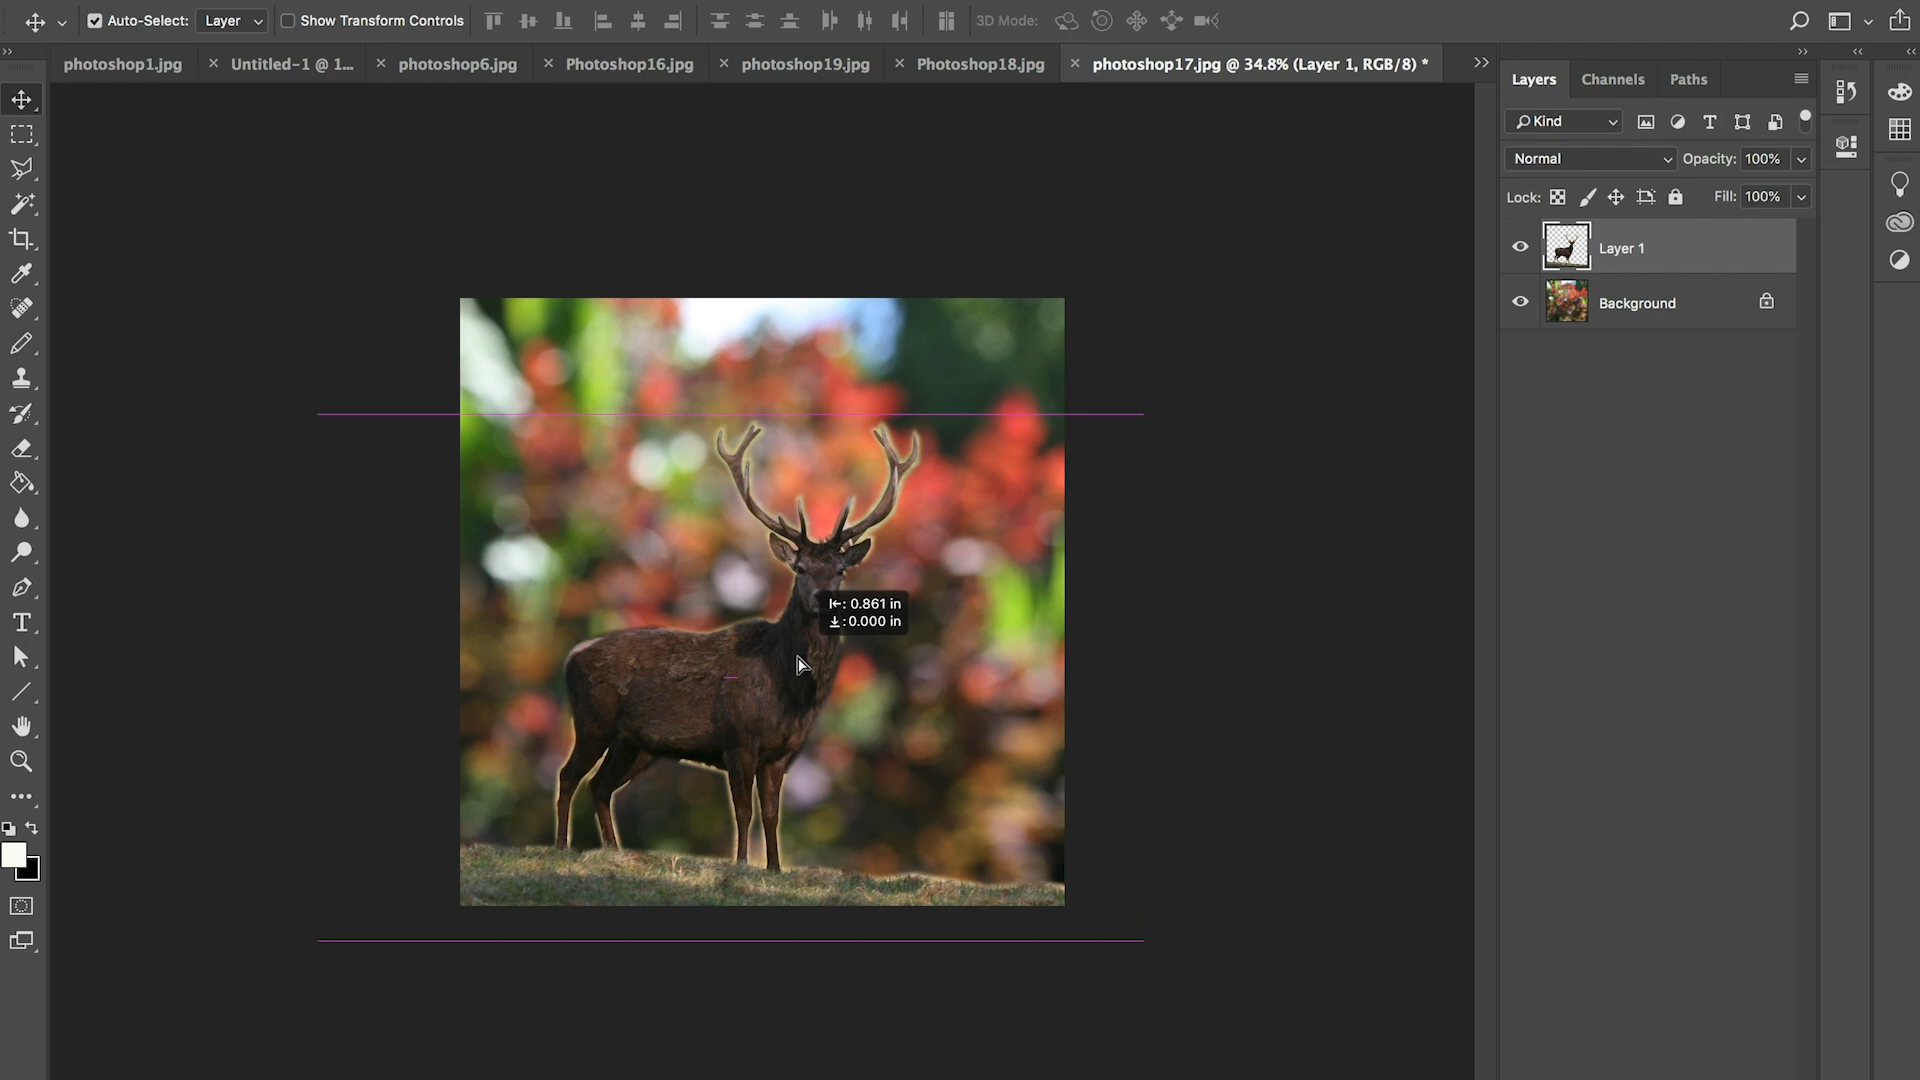 Auto-Select: Layer Show Transform Controls 3D Mode:
photoshop1.jpg × Untitled-1 @ 1... × photoshop6.jpg × Photoshop16.jpg × photoshop19.jpg × Photoshop18.jpg × photoshop17.jpg @ 34.8% (Layer 1, RGB/8) *
Layers Channels Paths
Kind
Normal Opacity: 100%
Lock: Fill: 100%
Layer 1
Background
: 0.861 in
: 0.000 in